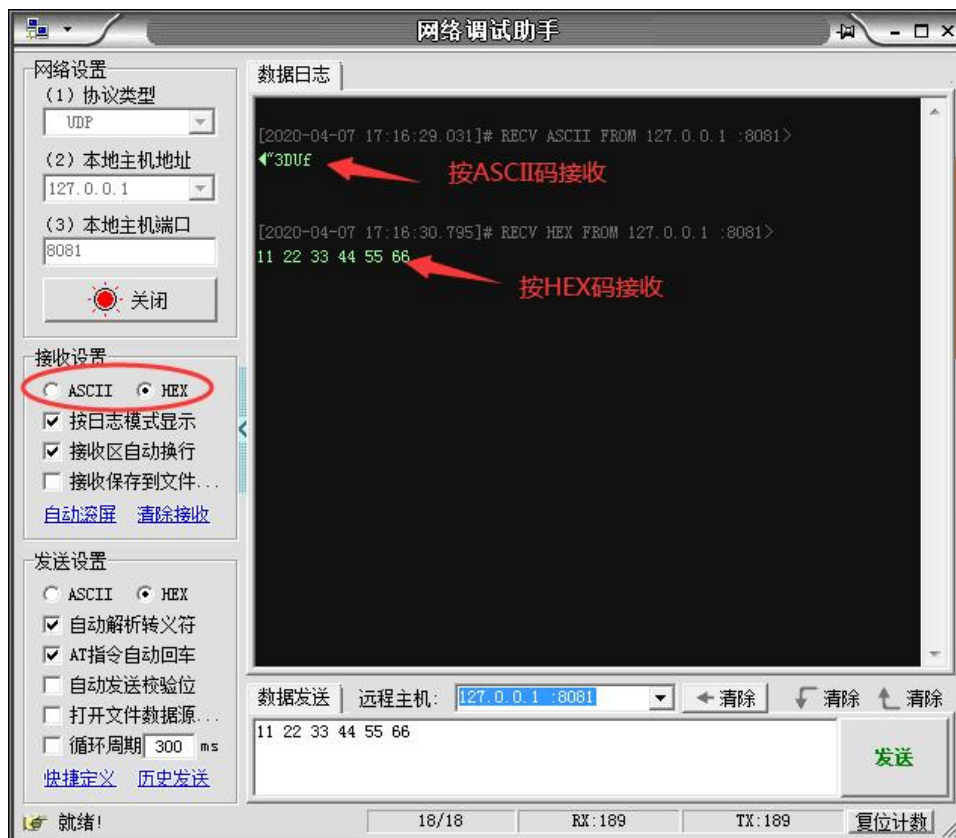 网络调试助手
网络设置
(1) 协议类型
UDP
(2) 本地主机地址
127.0.0.1
(3) 本地主机端口
8081
关闭
接收设置
ASCII HEX
按日志模式显示
接收区自动换行
接收保存到文件...
自动滚屏 清除接收
发送设置
ASCII HEX
自动解析转义符
AT指令自动回车
自动发送校验位
打开文件数据源...
循环周期 300 ms
快捷定义 历史发送
数据日志
[2020-04-07 17:16:29.031]# RECV ASCII FROM 127.0.0.1 :8081>
◀"3DUf
按ASCII码接收
[2020-04-07 17:16:30.795]# RECV HEX FROM 127.0.0.1 :8081>
11 22 33 44 55 66
按HEX码接收
数据发送 远程主机: 127.0.0.1 :8081 清除 清除 清除
11 22 33 44 55 66
发送
就绪! 18/18 RX:189 TX:189 复位计数